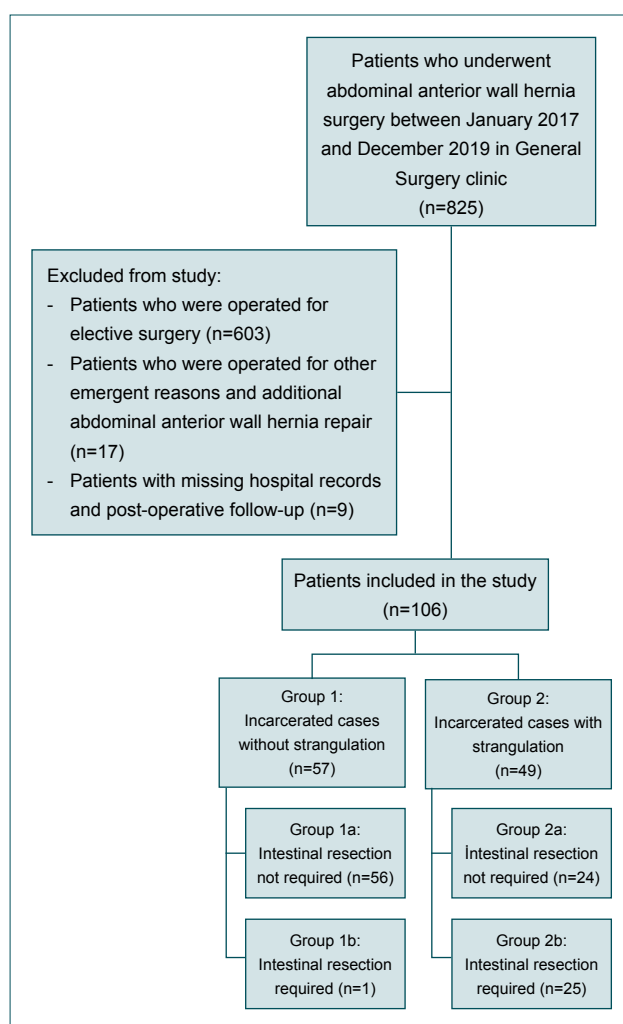 Patients who underwent
abdominal anterior wall hernia
surgery between January 2017
and December 2019 in General
Surgery clinic
(n=825)
Excluded from study:
- Patients who were operated for
elective surgery (n=603)
- Patients who were operated for other
emergent reasons and additional
abdominal anterior wall hernia repair
(n=17)
- Patients with missing hospital records
and post-operative follow-up (n=9)
Patients included in the study
(n=106)
Group 1:
Incarcerated cases
without strangulation
(n=57)
Group 2:
Incarcerated cases with
strangulation
(n=49)
Group 1a:
Intestinal resection
not required (n=56)
Group 2a:
İntestinal resection
not required (n=24)
Group 1b:
Intestinal resection
required (n=1)
Group 2b:
Intestinal resection
required (n=25)